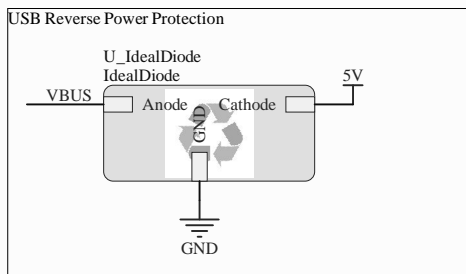 USB Reverse Power Protection
U_IdealDiode
IdealDiode
5V
VBUS
Anode
Cathode
GND
GND